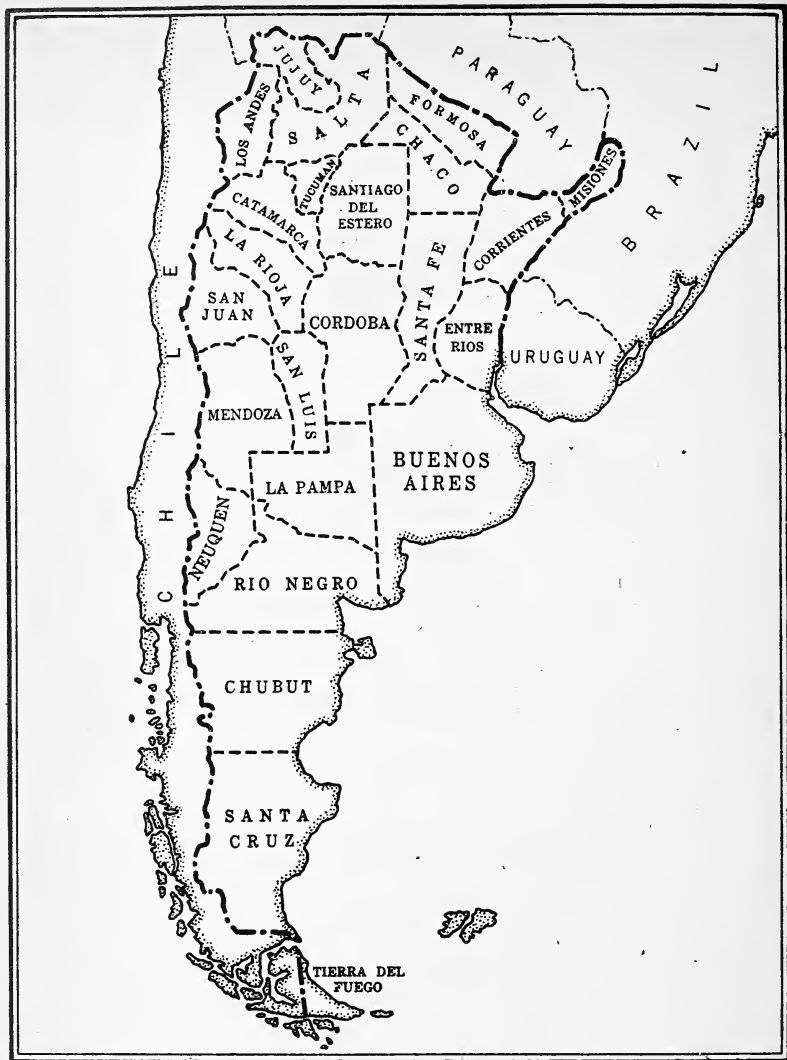 PARAGUAY
JUJUY
SALTA
LOS ANDES
FORMOSA
CHACO
BRAZIL
MISIONES
TUCUMAN
SANTIAGO
DEL
ESTERO
CATAMARCA
CORRIENTES
LA RIOJA
SANTA FE
SAN
JUAN
CORDOBA
ENTRE
RIOS
URUGUAY
CHILE
SAN LUIS
MENDOZA
BUENOS
AIRES
LA PAMPA
NEUQUEN
RIO NEGRO
CHUBUT
SANTA
CRUZ
TIERRA DEL
FUEGO